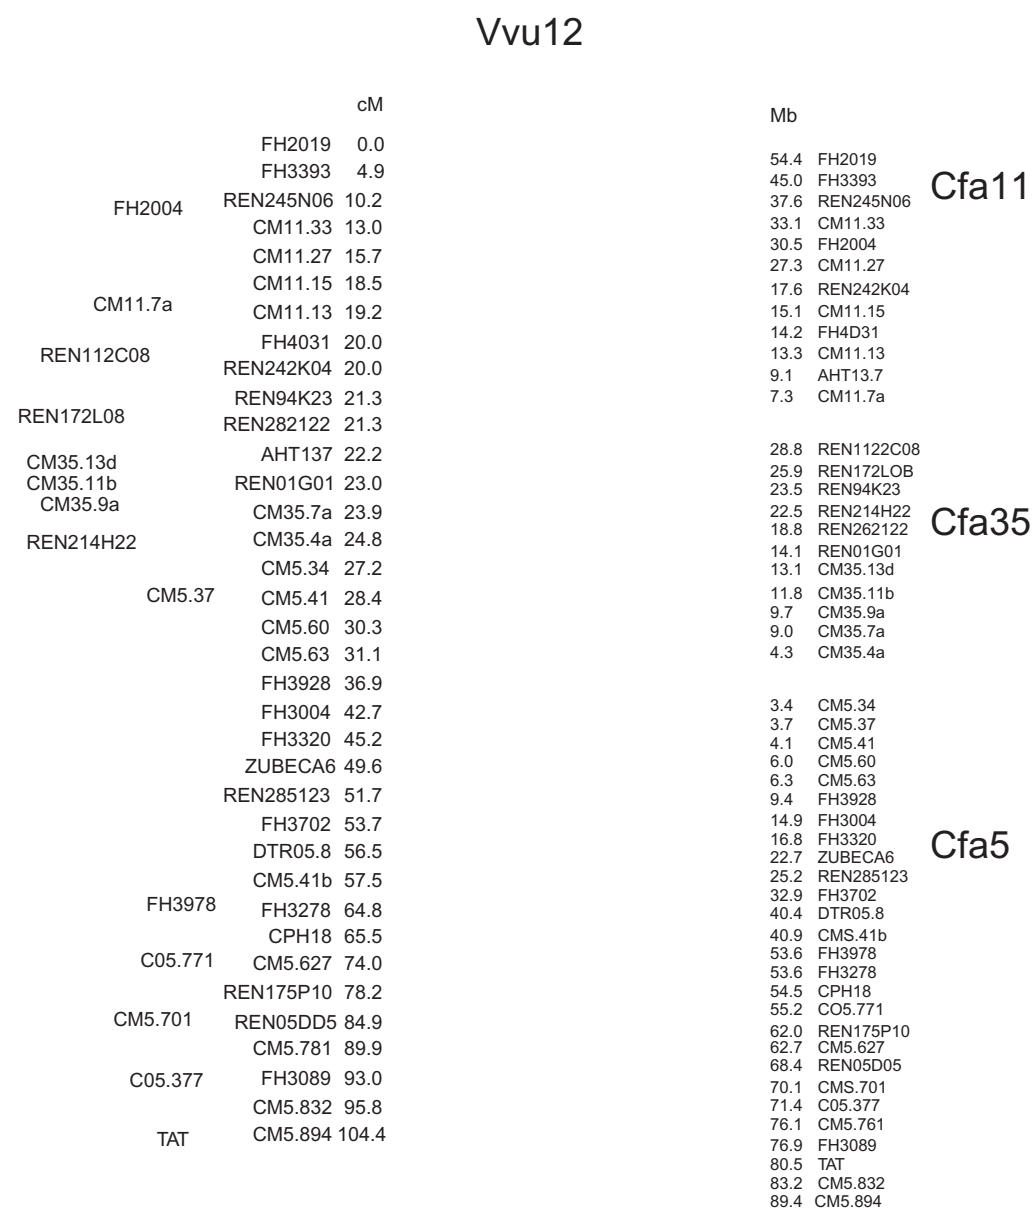 Vvu12
cM
FH2019 0.0
FH3393 4.9
REN245N06 10.2
FH2004
CM11.33 13.0
CM11.27 15.7
CM11.15 18.5
CM11.7a
CM11.13 19.2
FH4031 20.0
REN112C08
REN242K04 20.0
REN94K23 21.3
REN172L08
REN282122 21.3
AHT137 22.2
CM35.13d
CM35.11b
REN01G01 23.0
CM35.9a
CM35.7a 23.9
REN214H22
CM35.4a 24.8
CM5.34 27.2
CM5.37
CM5.41 28.4
CM5.60 30.3
CM5.63 31.1
FH3928 36.9
FH3004 42.7
FH3320 45.2
ZUBECA6 49.6
REN285123 51.7
FH3702 53.7
DTR05.8 56.5
CM5.41b 57.5
FH3978
FH3278 64.8
CPH18 65.5
C05.771
CM5.627 74.0
REN175P10 78.2
CM5.701
REN05DD5 84.9
CM5.781 89.9
C05.377
FH3089 93.0
CM5.832 95.8
TAT
CM5.894 104.4
Mb
54.4 FH2019
45.0 FH3393
Cfa11
37.6 REN245N06
33.1 CM11.33
30.5 FH2004
27.3 CM11.27
17.6 REN242K04
15.1 CM11.15
14.2 FH4D31
13.3 CM11.13
9.1 AHT13.7
7.3 CM11.7a
28.8 REN1122C08
25.9 REN172LOB
23.5 REN94K23
22.5 REN214H22
Cfa35
18.8 REN262122
14.1 REN01G01
13.1 CM35.13d
11.8 CM35.11b
9.7 CM35.9a
9.0 CM35.7a
4.3 CM35.4a
3.4 CM5.34
3.7 CM5.37
4.1 CM5.41
6.0 CM5.60
6.3 CM5.63
9.4 FH3928
14.9 FH3004
16.8 FH3320
Cfa5
22.7 ZUBECA6
25.2 REN285123
32.9 FH3702
40.4 DTR05.8
40.9 CMS.41b
53.6 FH3978
53.6 FH3278
54.5 CPH18
55.2 CO5.771
62.0 REN175P10
62.7 CM5.627
68.4 REN05D05
70.1 CMS.701
71.4 C05.377
76.1 CM5.761
76.9 FH3089
80.5 TAT
83.2 CM5.832
89.4 CM5.894